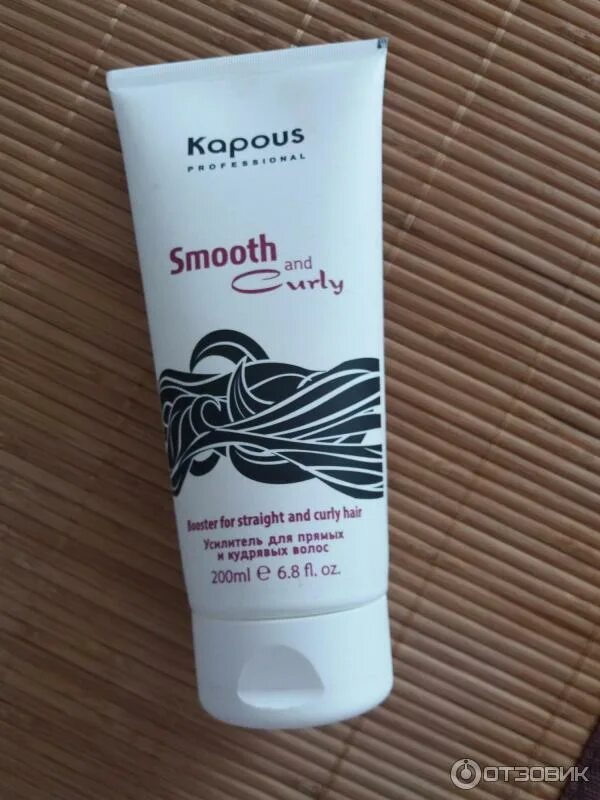 Kapous
PROFESSIONAL
Smooth and
Curly
Booster for straight and curly hair
Усилитель для прямых
и кудрявых волос
200ml ℮ 6.8 fl. oz.
ОТЗОВИК